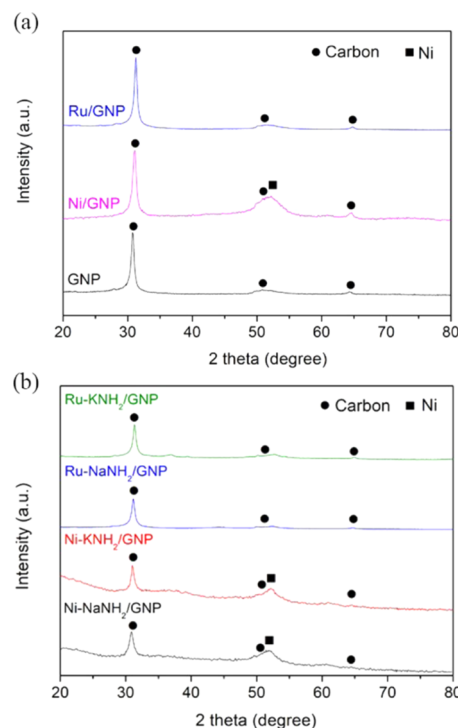 (a)
● Carbon ■ Ni
Ru/GNP
Ni/GNP
GNP
Intensity (a.u.)
20 30 40 50 60 70 80
2 theta (degree)
(b)
Ru-KNH₂/GNP
● Carbon ■ Ni
Ru-NaNH₂/GNP
Ni-KNH₂/GNP
Ni-NaNH₂/GNP
Intensity (a.u.)
20 30 40 50 60 70 80
2 theta (degree)